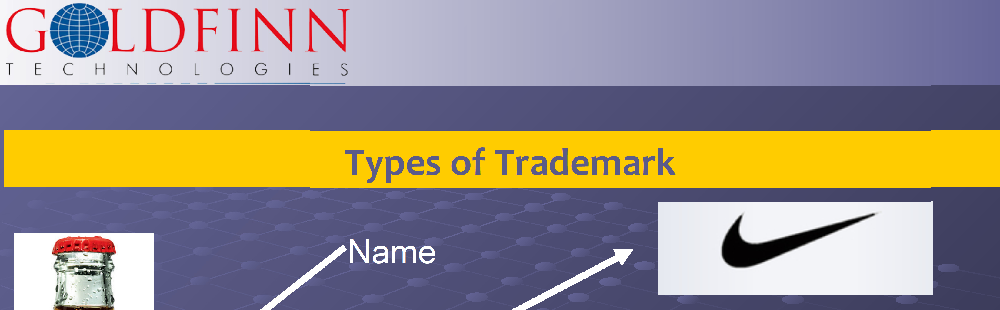 GOLDFINN
TECHNOLOGIES
Types of Trademark
Name